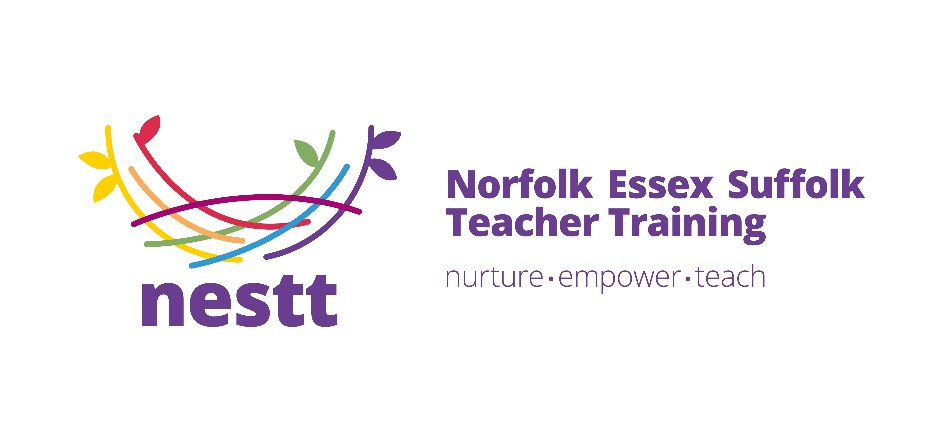 nestt
Norfolk Essex Suffolk
Teacher Training
nurture·empower·teach